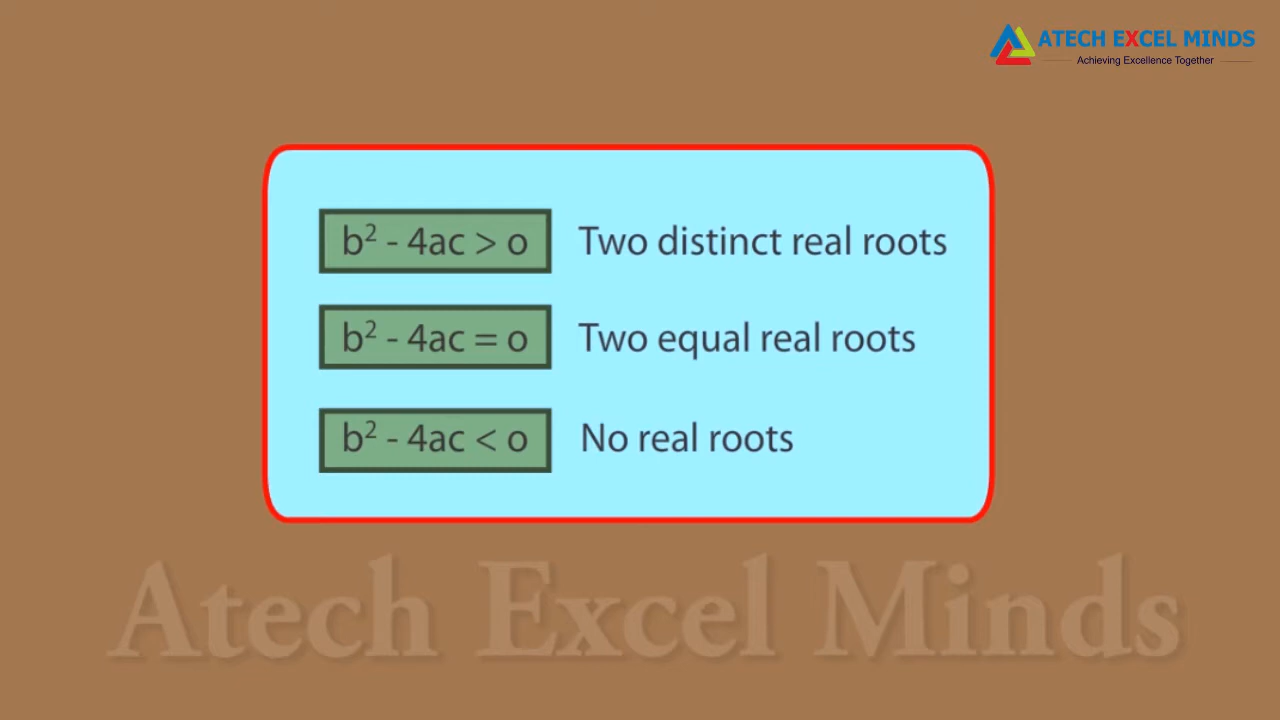 ATECH EXCEL MINDS
Achieving Excellence Together
b² - 4ac > o Two distinct real roots
b² - 4ac = o Two equal real roots
b² - 4ac < o No real roots
Atech Excel Minds